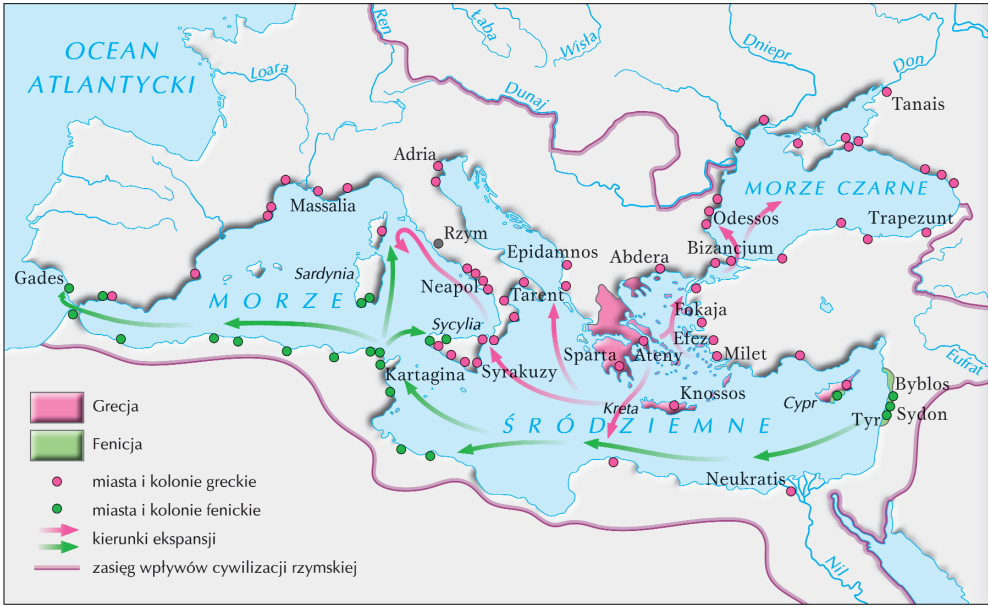 OCEAN
ATLANTYCKI
Loara
Ren
Łaba
Wisła
Dniepr
Don
Dunaj
Tanais
Adria
Massalia
MORZE CZARNE
Odessos
Trapezunt
Rzym
Epidamnos
Abdera
Bizancjum
Gades
Sardynia
MORZE
Neapol
Tarent
Fokaja
Sycylia
Efez
Sparta
Ateny
Milet
Eufrat
Kartagina
Syrakuzy
Knossos
Kreta
Cypr
Byblos
Sydon
Tyr
ŚRÓDZIEMNE
Neukratis
Nil
Grecja
Fenicja
miasta i kolonie greckie
miasta i kolonie fenickie
kierunki ekspansji
zasięg wpływów cywilizacji rzymskiej